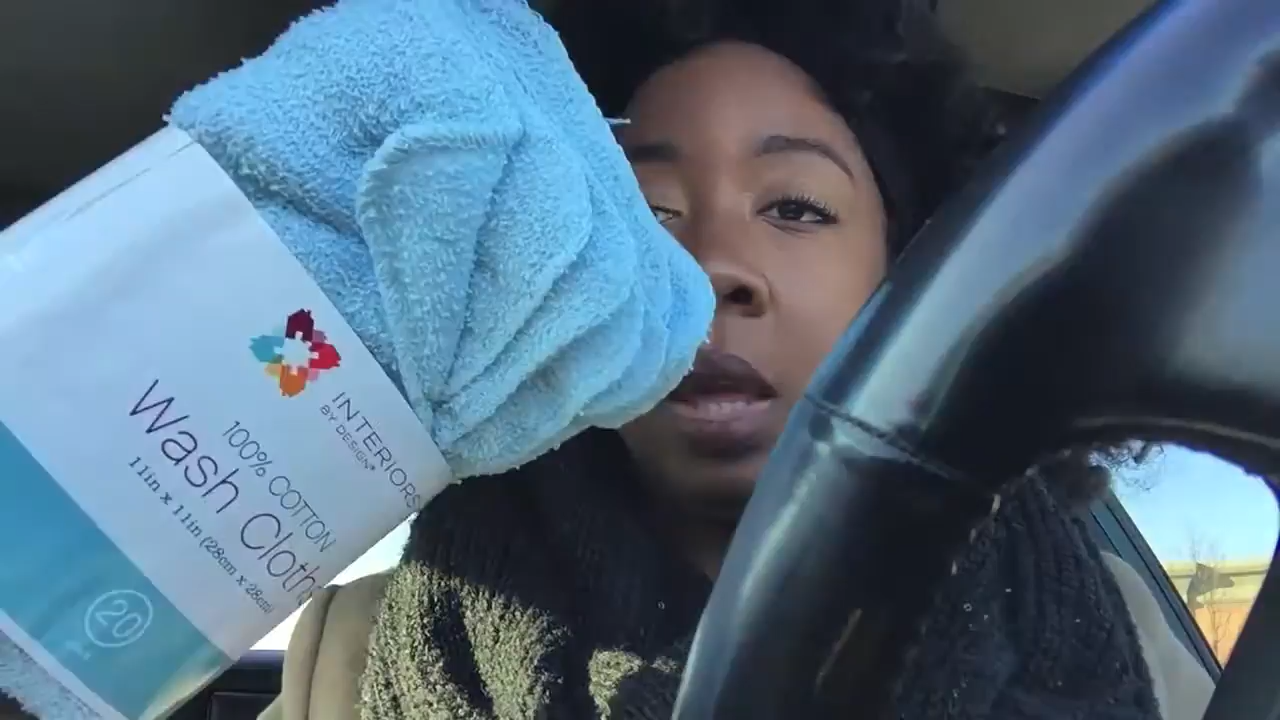 INTERIORS
BY DESIGN®
100% COTTON
Wash Cloths
11in x 11in (28cm x 28cm)
20